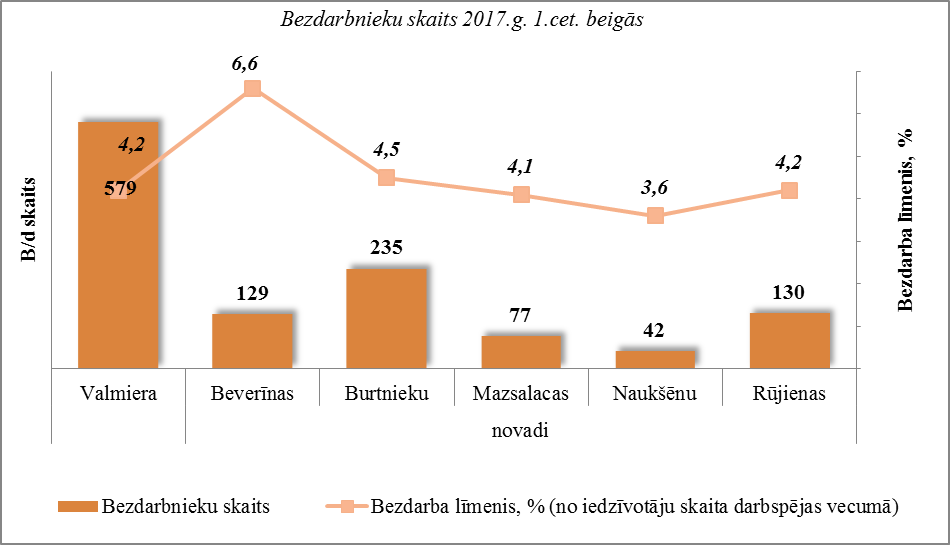 Bezdarbnieku skaits 2017.g. 1.cet. beigās
B/d skaits
Bezdarba līmenis, %
6,6
4,2
4,5
4,1
3,6
4,2
579
129
235
77
42
130
Valmiera Beverīnas Burtnieku Mazsalacas Naukšēnu Rūjienas
novadi
Bezdarbnieku skaits Bezdarba līmenis, % (no iedzīvotāju skaita darbspējas vecumā)